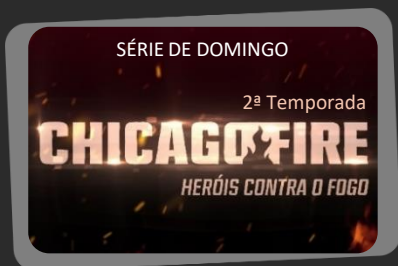 SÉRIE DE DOMINGO
2ª Temporada
CHICAGO FIRE
HERÓIS CONTRA O FOGO